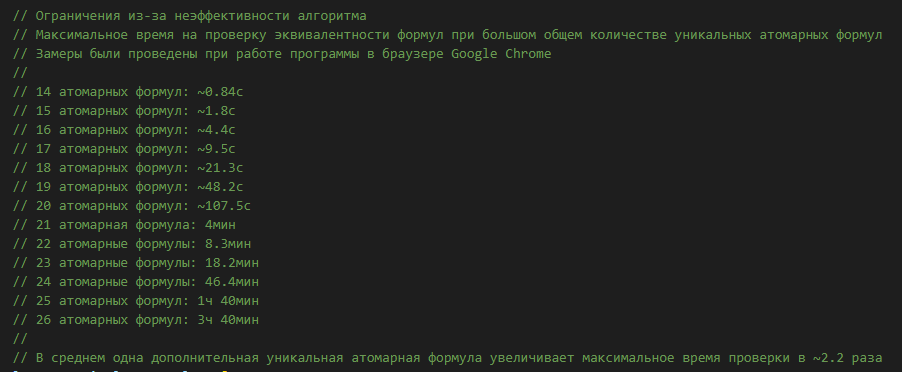 // Ограничения из-за неэффективности алгоритма
// Максимальное время на проверку эквивалентности формул при большом общем количестве уникальных атомарных формул
// Замеры были проведены при работе программы в браузере Google Chrome
//
// 14 атомарных формул: ~0.84с
// 15 атомарных формул: ~1.8с
// 16 атомарных формул: ~4.4с
// 17 атомарных формул: ~9.5с
// 18 атомарных формул: ~21.3с
// 19 атомарных формул: ~48.2с
// 20 атомарных формул: ~107.5с
// 21 атомарная формула: 4мин
// 22 атомарные формулы: 8.3мин
// 23 атомарные формулы: 18.2мин
// 24 атомарные формулы: 46.4мин
// 25 атомарных формул: 1ч 40мин
// 26 атомарных формул: 3ч 40мин
//
// В среднем одна дополнительная уникальная атомарная формула увеличивает максимальное время проверки в ~2.2 раза